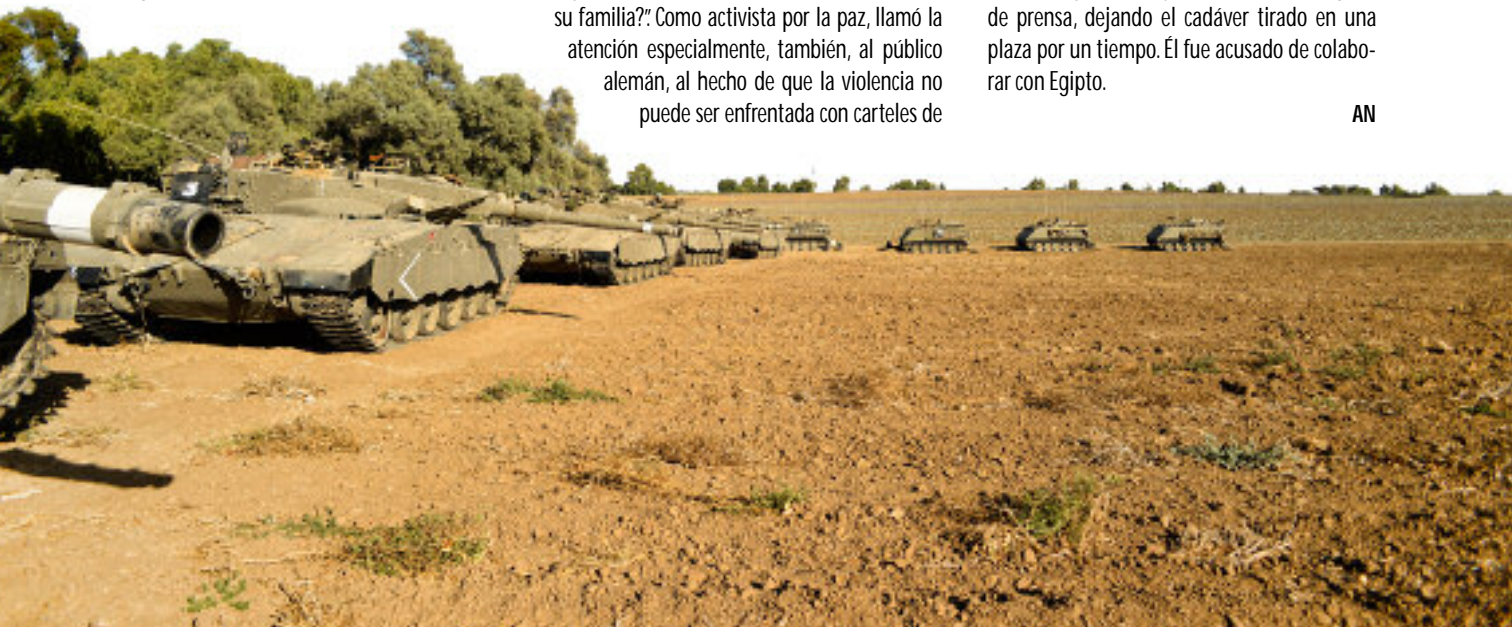 su familia?”. Como activista por la paz, llamó la
atención especialmente, también, al público
alemán, al hecho de que la violencia no
puede ser enfrentada con carteles de
de prensa, dejando el cadáver tirado en una
plaza por un tiempo. Él fue acusado de colabo-
rar con Egipto.
AN